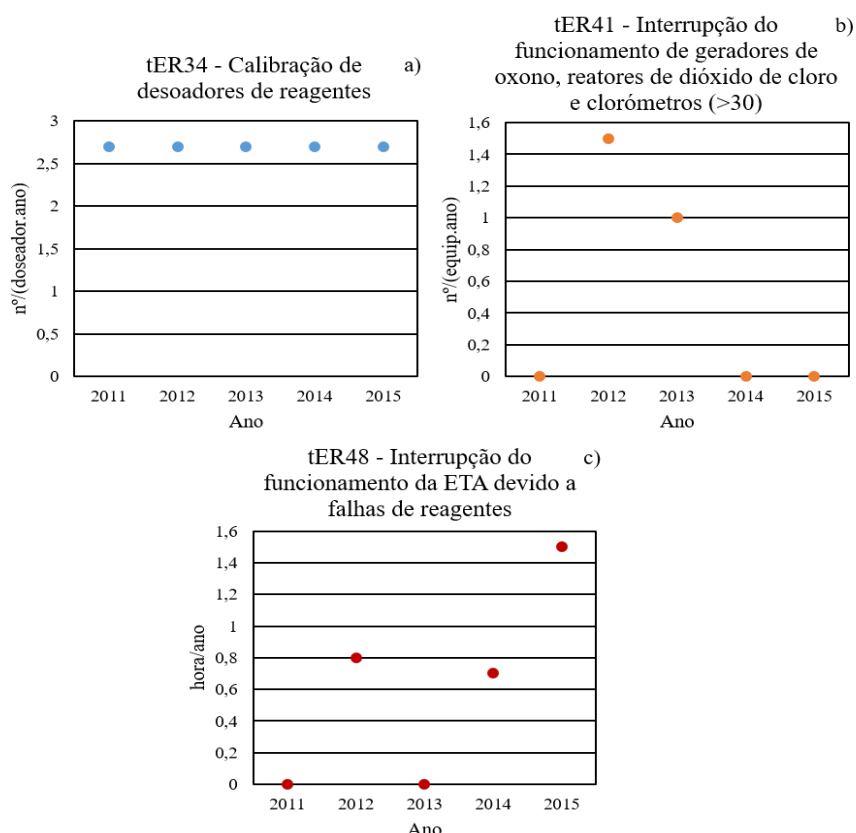 tER34 - Calibração de
desoadores de reagentes
a)
3
2,5
2
1,5
1
0,5
0
nº/(doseador.ano)
2011 2012 2013 2014 2015
Ano
tER41 - Interrupção do
funcionamento de geradores de
oxono, reatores de dióxido de cloro
e clorómetros (>30)
b)
1,6
1,4
1,2
1
0,8
0,6
0,4
0,2
0
nº/(equip.ano)
2011 2012 2013 2014 2015
Ano
tER48 - Interrupção do
funcionamento da ETA devido a
falhas de reagentes
c)
1,6
1,4
1,2
1
0,8
0,6
0,4
0,2
0
hora/ano
2011 2012 2013 2014 2015
Ano